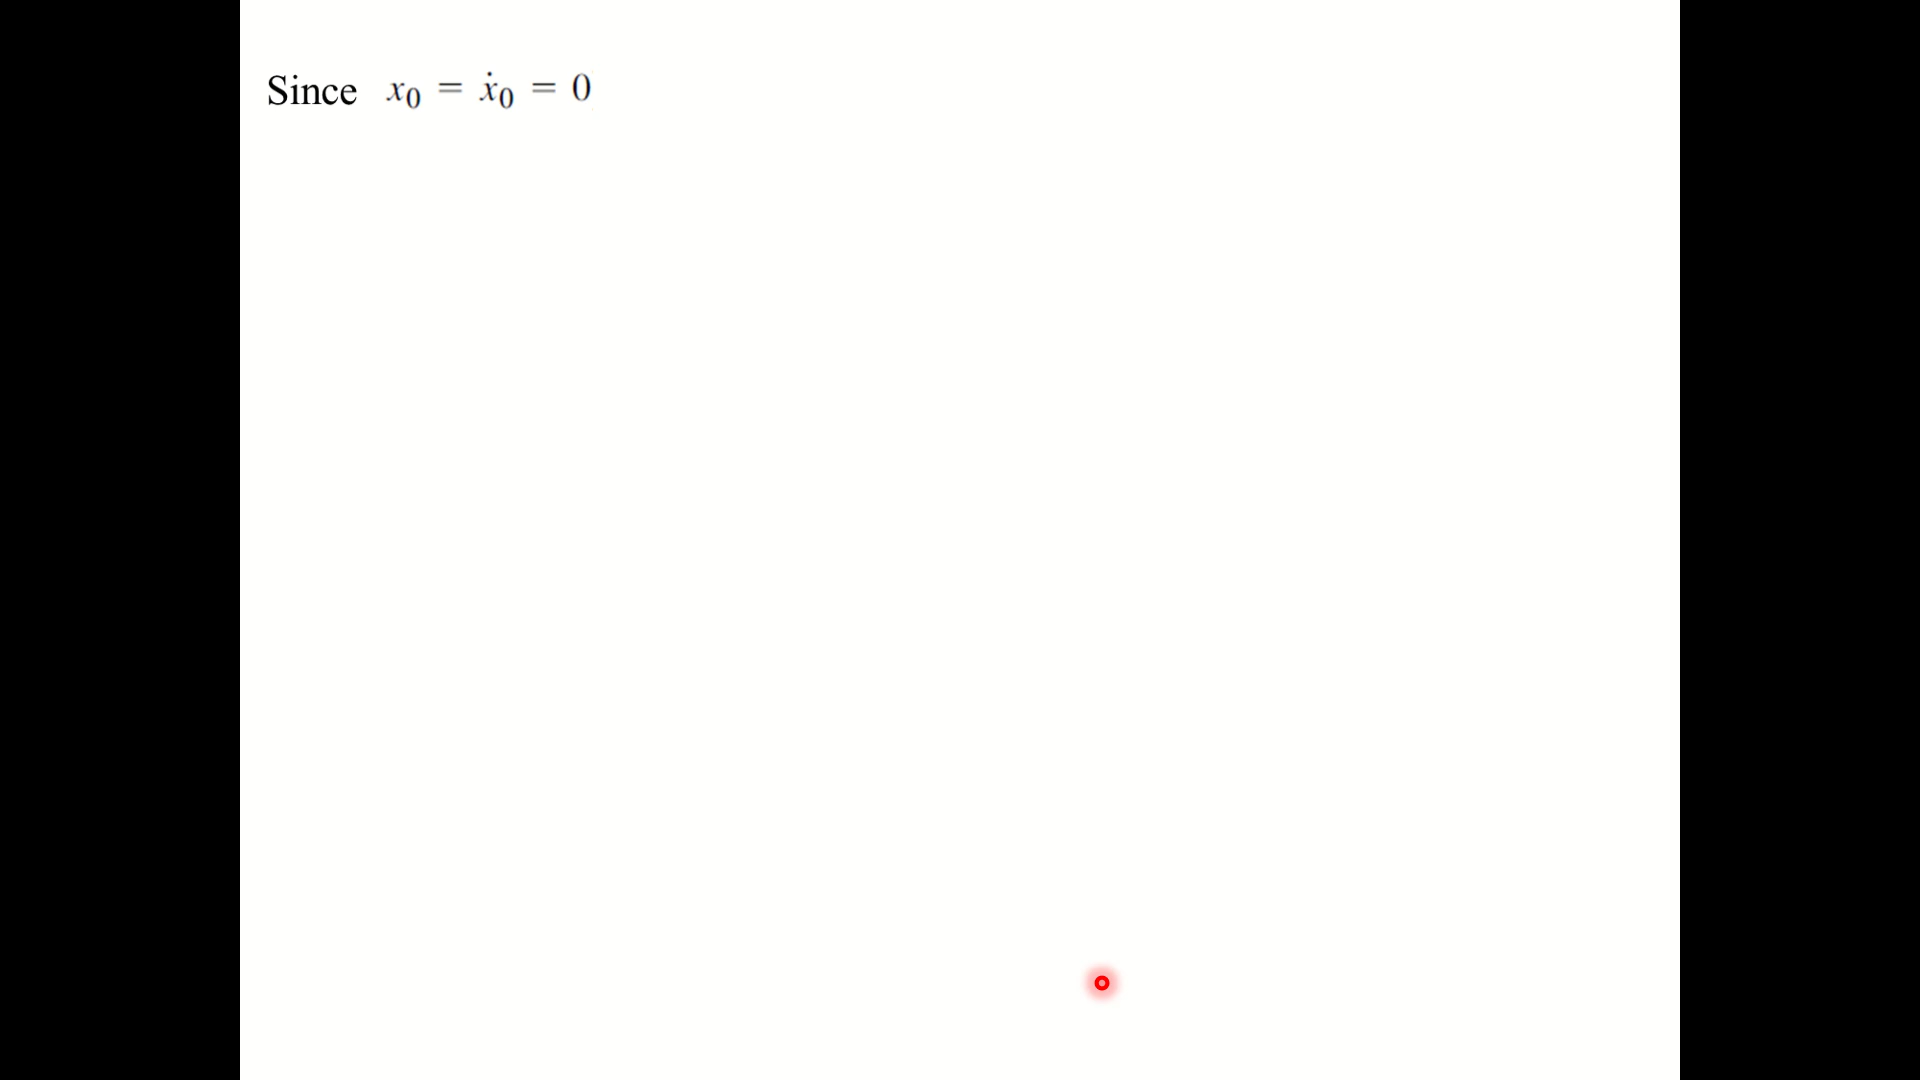 Since x₀ = ẋ₀ = 0